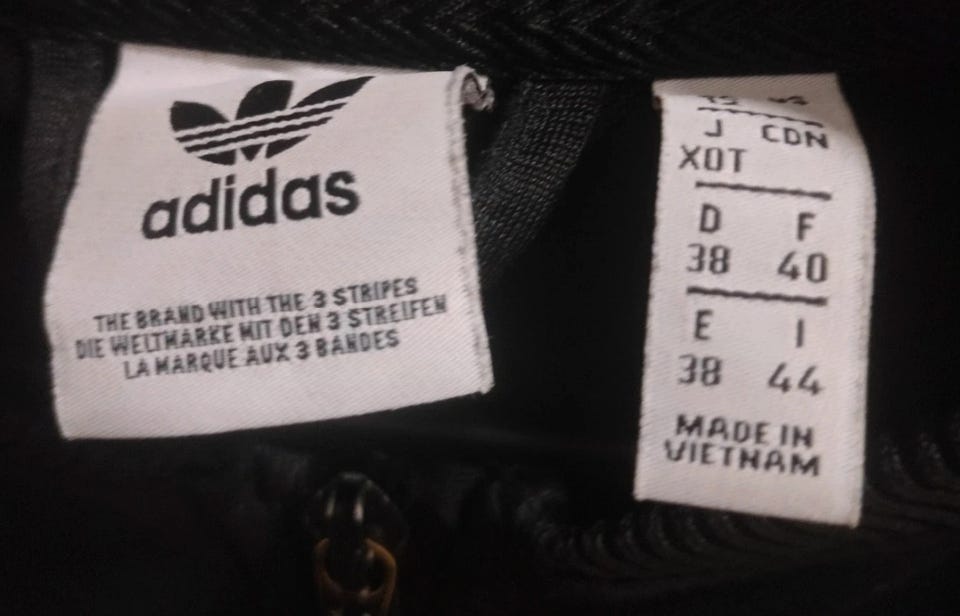 adidas
THE BRAND WITH THE 3 STRIPES
DIE WELTMARKE MIT DEN 3 STREIFEN
LA MARQUE AUX 3 BANDES
J CDN
XOT
D F
38 40
E I
38 44
MADE IN
VIETNAM